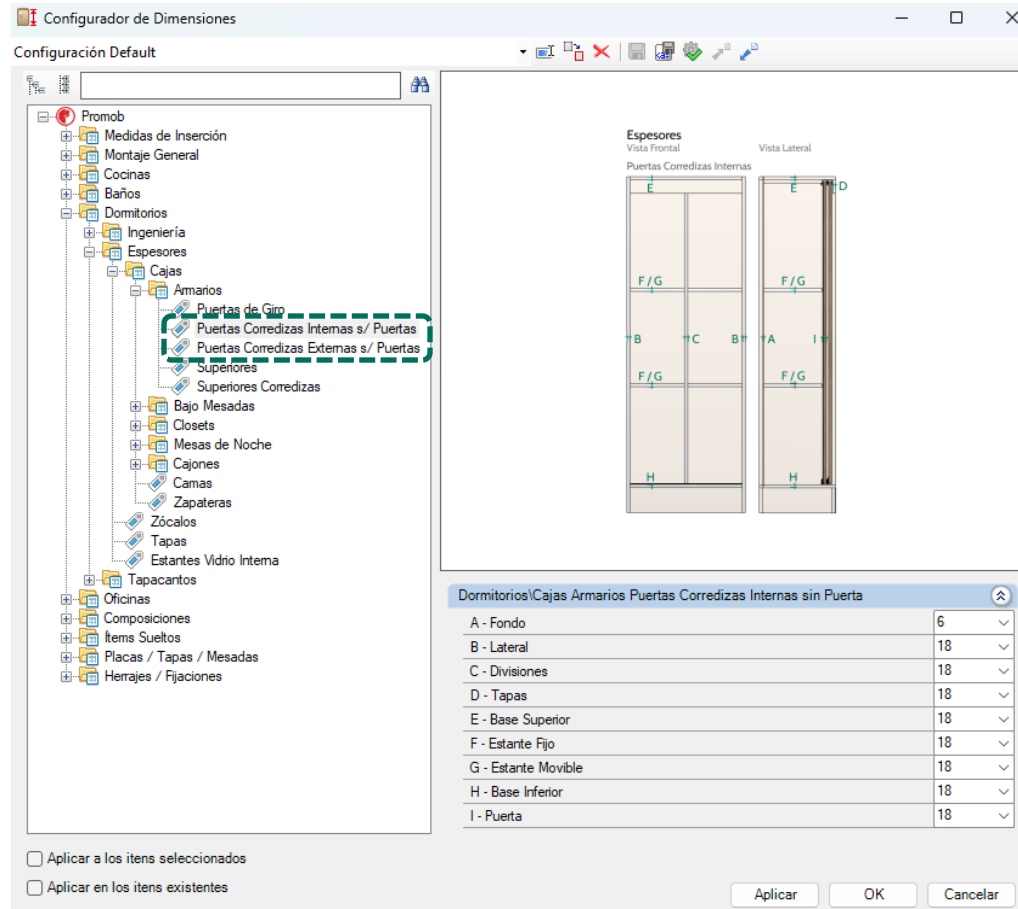 Configurador de Dimensiones
Configuración Default
Promob
Medidas de Inserción
Montaje General
Cocinas
Baños
Dormitorios
Ingeniería
Espesores
Cajas
Armarios
Puertas de Giro
Puertas Corredizas Internas s/ Puertas
Puertas Corredizas Externas s/ Puertas
Superiores
Superiores Corredizas
Bajo Mesadas
Closets
Mesas de Noche
Cajones
Camas
Zapateras
Zócalos
Tapas
Estantes Vidrio Interna
Tapacantos
Oficinas
Composiciones
Ítems Sueltos
Placas / Tapas / Mesadas
Herrajes / Fijaciones
Espesores
Vista Frontal Vista Lateral
Puertas Corredizas Internas
E E D
F / G F / G
B C B A I
F / G F / G
H H
Dormitorios\Cajas Armarios Puertas Corredizas Internas sin Puerta
A - Fondo 6
B - Lateral 18
C - Divisiones 18
D - Tapas 18
E - Base Superior 18
F - Estante Fijo 18
G - Estante Movible 18
H - Base Inferior 18
I - Puerta 18
Aplicar a los itens seleccionado
Aplicar en los itens existentes
Aplicar OK Cancelar